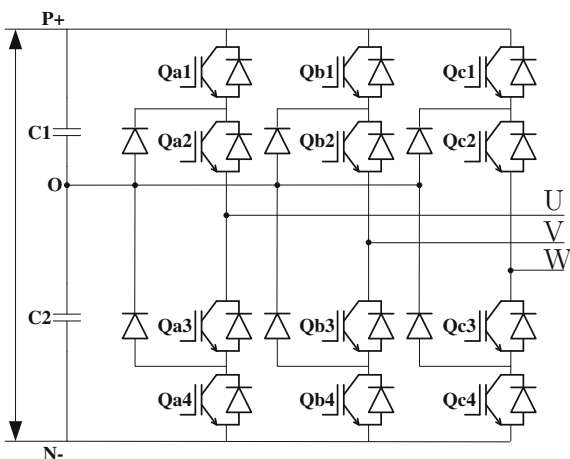 P+
Qa1 Qb1 Qc1
C1 Qa2 Qb2 Qc2
O
U
V
W
C2 Qa3 Qb3 Qc3
Qa4 Qb4 Qc4
N-